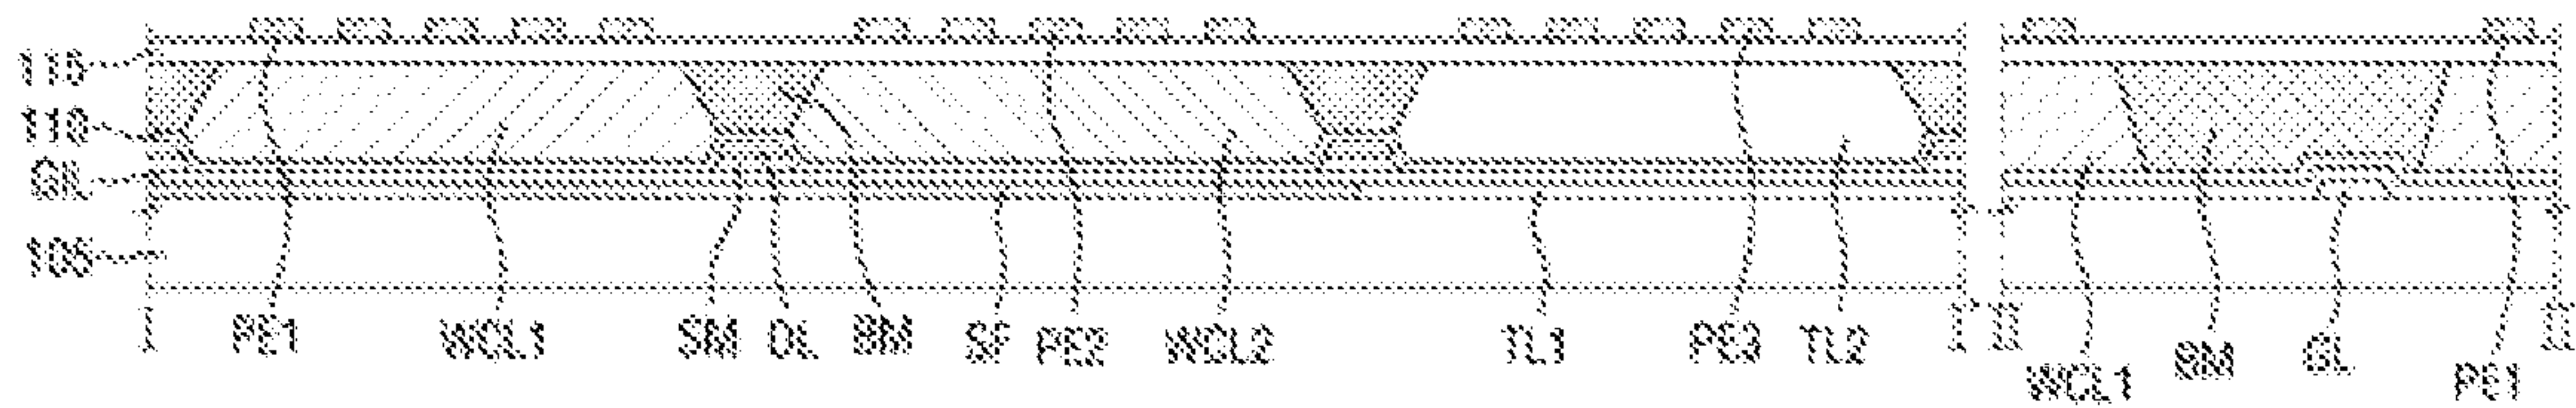 115
110
GIL
105
I PE1 WCL1 SM DL BM SF PE2 WCL2 TL1 PE3 TL2 I' II WCL1 BM GL PE1 II'